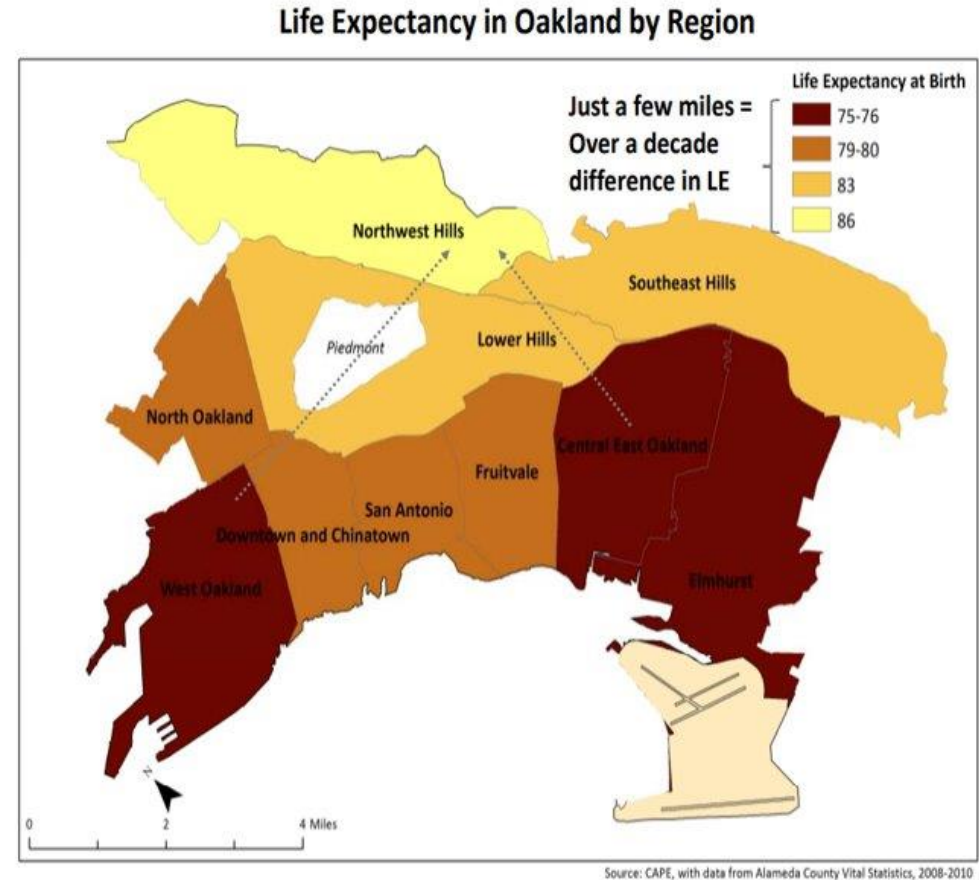 Life Expectancy in Oakland by Region
Life Expectancy at Birth
75-76
79-80
83
86
Just a few miles =
Over a decade
difference in LE
Northwest Hills
Southeast Hills
Lower Hills
Piedmont
North Oakland
Central East Oakland
Fruitvale
San Antonio
Downtown and Chinatown
West Oakland
Elmhurst
N
0 2 4 Miles
Source: CAPE, with data from Alameda County Vital Statistics, 2008-2010